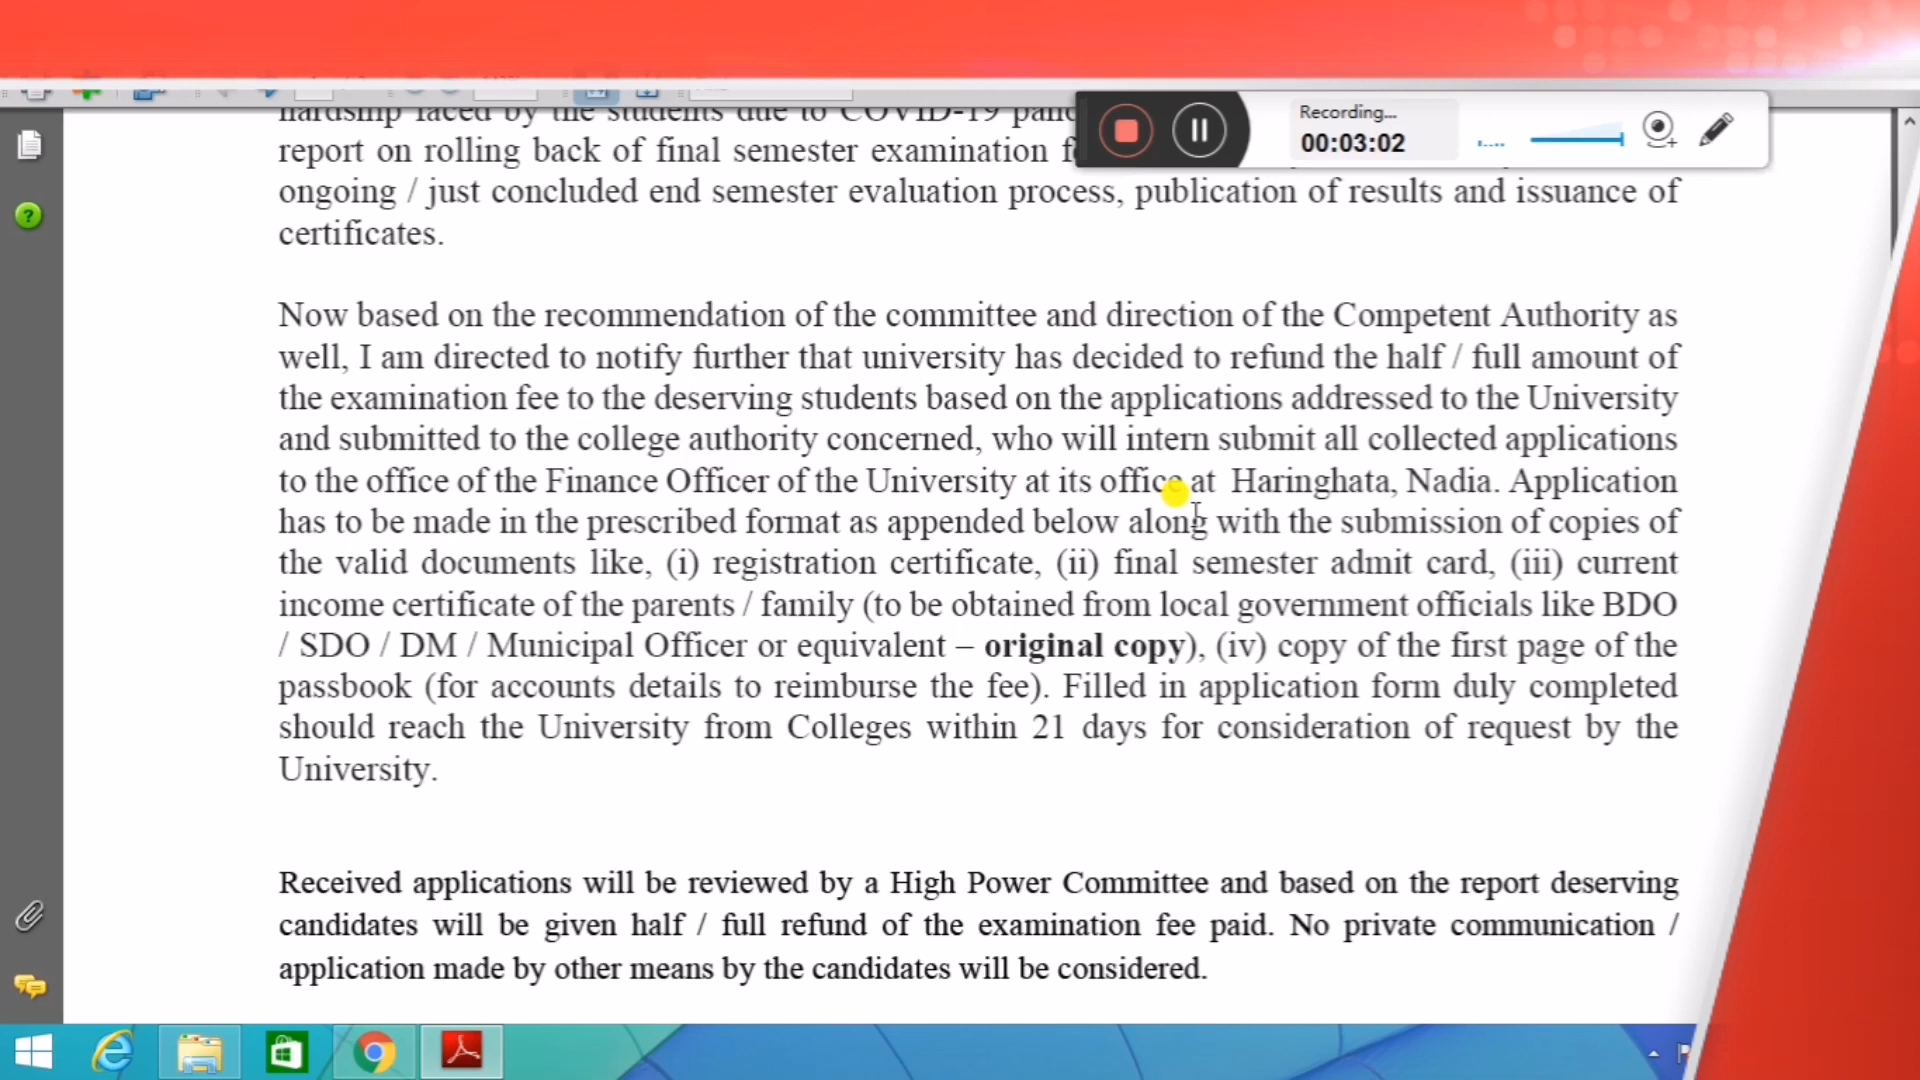 hardship faced by the students due to COVID-19
Recording...
00:03:02
report on rolling back of final semester examination
ongoing / just concluded end semester evaluation process, publication of results and issuance of
certificates.
Now based on the recommendation of the committee and direction of the Competent Authority as
well, I am directed to notify further that university has decided to refund the half / full amount of
the examination fee to the deserving students based on the applications addressed to the University
and submitted to the college authority concerned, who will intern submit all collected applications
to the office of the Finance Officer of the University at its office at Haringhata, Nadia. Application
has to be made in the prescribed format as appended below along with the submission of copies of
the valid documents like, (i) registration certificate, (ii) final semester admit card, (iii) current
income certificate of the parents / family (to be obtained from local government officials like BDO
/ SDO / DM / Municipal Officer or equivalent – original copy), (iv) copy of the first page of the
passbook (for accounts details to reimburse the fee). Filled in application form duly completed
should reach the University from Colleges within 21 days for consideration of request by the
University.
Received applications will be reviewed by a High Power Committee and based on the report deserving
candidates will be given half / full refund of the examination fee paid. No private communication /
application made by other means by the candidates will be considered.